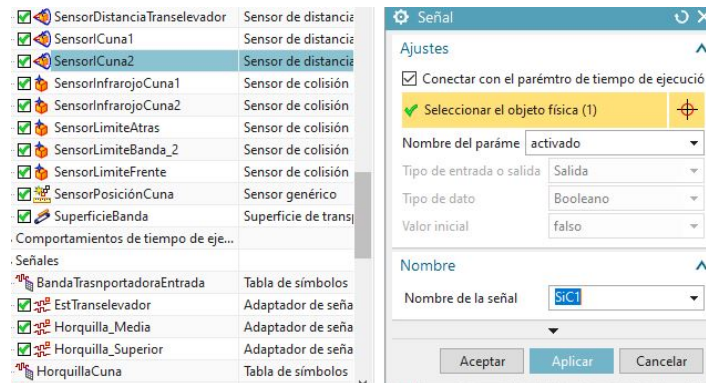 SensorDistanciaTranselevador Sensor de distancia
SensorICuna1 Sensor de distancia
SensorICuna2 Sensor de distancia
SensorInfrarojoCuna1 Sensor de colisión
SensorInfrarojoCuna2 Sensor de colisión
SensorLimiteAtras Sensor de colisión
SensorLimiteBanda_2 Sensor de colisión
SensorLimiteFrente Sensor de colisión
SensorPosiciónCuna Sensor genérico
SuperficieBanda Superficie de transp
Comportamientos de tiempo de eje...
Señales
BandaTrasnportadoraEntrada Tabla de símbolos
EstTranselevador Adaptador de seña
Horquilla_Media Adaptador de seña
Horquilla_Superior Adaptador de seña
HorquillaCuna Tabla de símbolos
Señal
Ajustes
Conectar con el parémtro de tiempo de ejecució
Seleccionar el objeto física (1)
Nombre del paráme activado
Tipo de entrada o salida Salida
Tipo de dato Booleano
Valor inicial falso
Nombre
Nombre de la señal SiC1
Aceptar Aplicar Cancelar